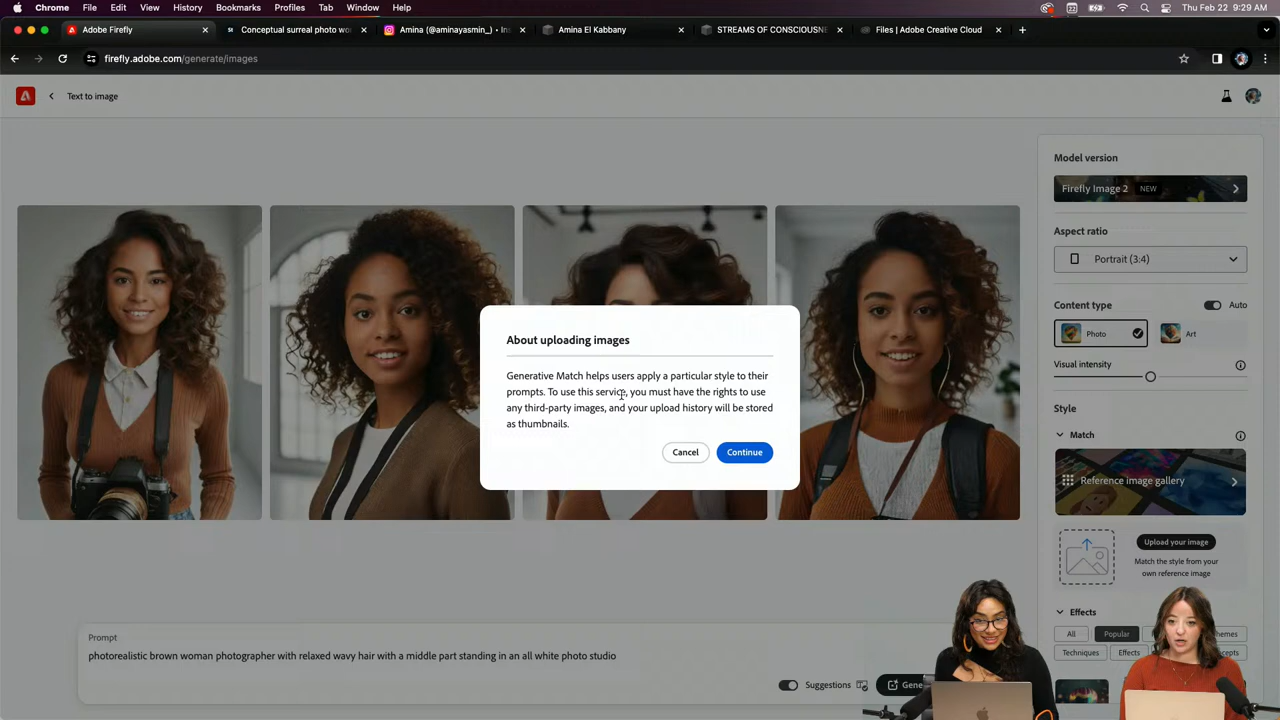 Chrome File Edit View History Bookmarks Profiles Tab Window Help
Thu Feb 22 9:29 AM
Adobe Firefly
Conceptual surreal photo wo
Amina (@aminayasmin_) • In
Amina El Kabbany
STREAMS OF CONSCIOUSNE
Files | Adobe Creative Cloud
firefly.adobe.com/generate/images
Text to image
Model version
Firefly Image 2 NEW
Aspect ratio
Portrait (3:4)
Content type
Auto
Photo
Art
Visual intensity
Style
Match
Reference image gallery
Upload your image
Match the style from your
own reference image
Effects
All
Popular
Techniques
Effects
About uploading images
Generative Match helps users apply a particular style to their
prompts. To use this service, you must have the rights to use
any third-party images, and your upload history will be stored
as thumbnails.
Cancel
Continue
Prompt
photorealistic brown woman photographer with relaxed wavy hair with a middle part standing in an all white photo studio
Suggestions
Gene